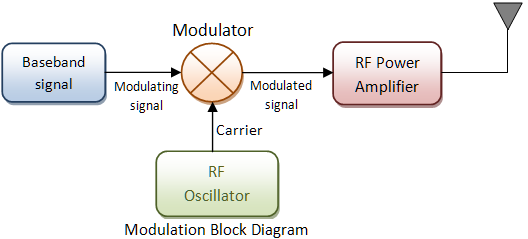 Modulator
Baseband
signal
Modulating
signal
Modulated
signal
RF Power
Amplifier
Carrier
RF
Oscillator
Modulation Block Diagram